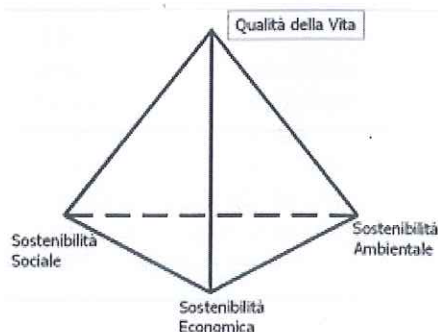 Qualità della Vita
Sostenibilità
Sociale
Sostenibilità
Ambientale
Sostenibilità
Economica